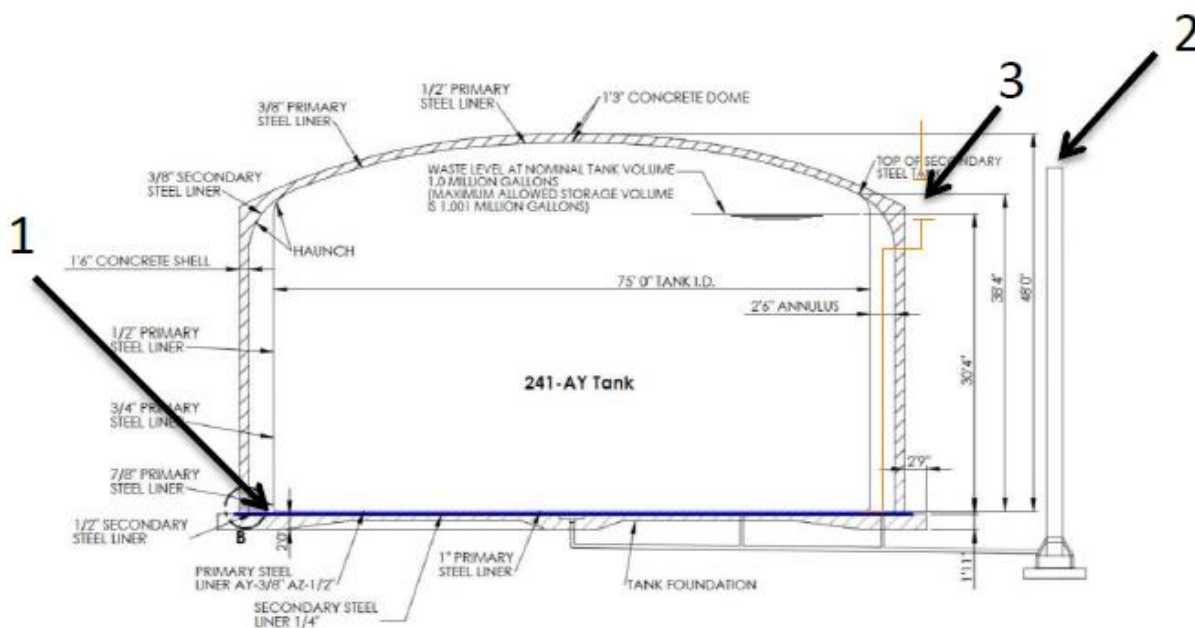 2
3
1/2" PRIMARY
STEEL LINER
1'3" CONCRETE DOME
3/8" PRIMARY
STEEL LINER
WASTE LEVEL AT NOMINAL TANK VOLUME
1.0 MILLION GALLONS
(MAXIMUM ALLOWED STORAGE VOLUME
IS 1.001 MILLION GALLONS)
TOP OF SECONDARY
STEEL
3/8" SECONDARY
STEEL LINER
1
HAUNCH
1'6" CONCRETE SHELL
75' 0" TANK I.D.
2'6" ANNULUS
38'4"
48'0"
30'4"
1/2" PRIMARY
STEEL LINER
241-AY Tank
3/4" PRIMARY
STEEL LINER
7/8" PRIMARY
STEEL LINER
2'9"
1/2" SECONDARY
STEEL LINER
B
2'0"
1" PRIMARY
STEEL LINER
1'11"
PRIMARY STEEL
LINER AY-3/8" AZ-1/2"
TANK FOUNDATION
SECONDARY STEEL
LINER 1/4"